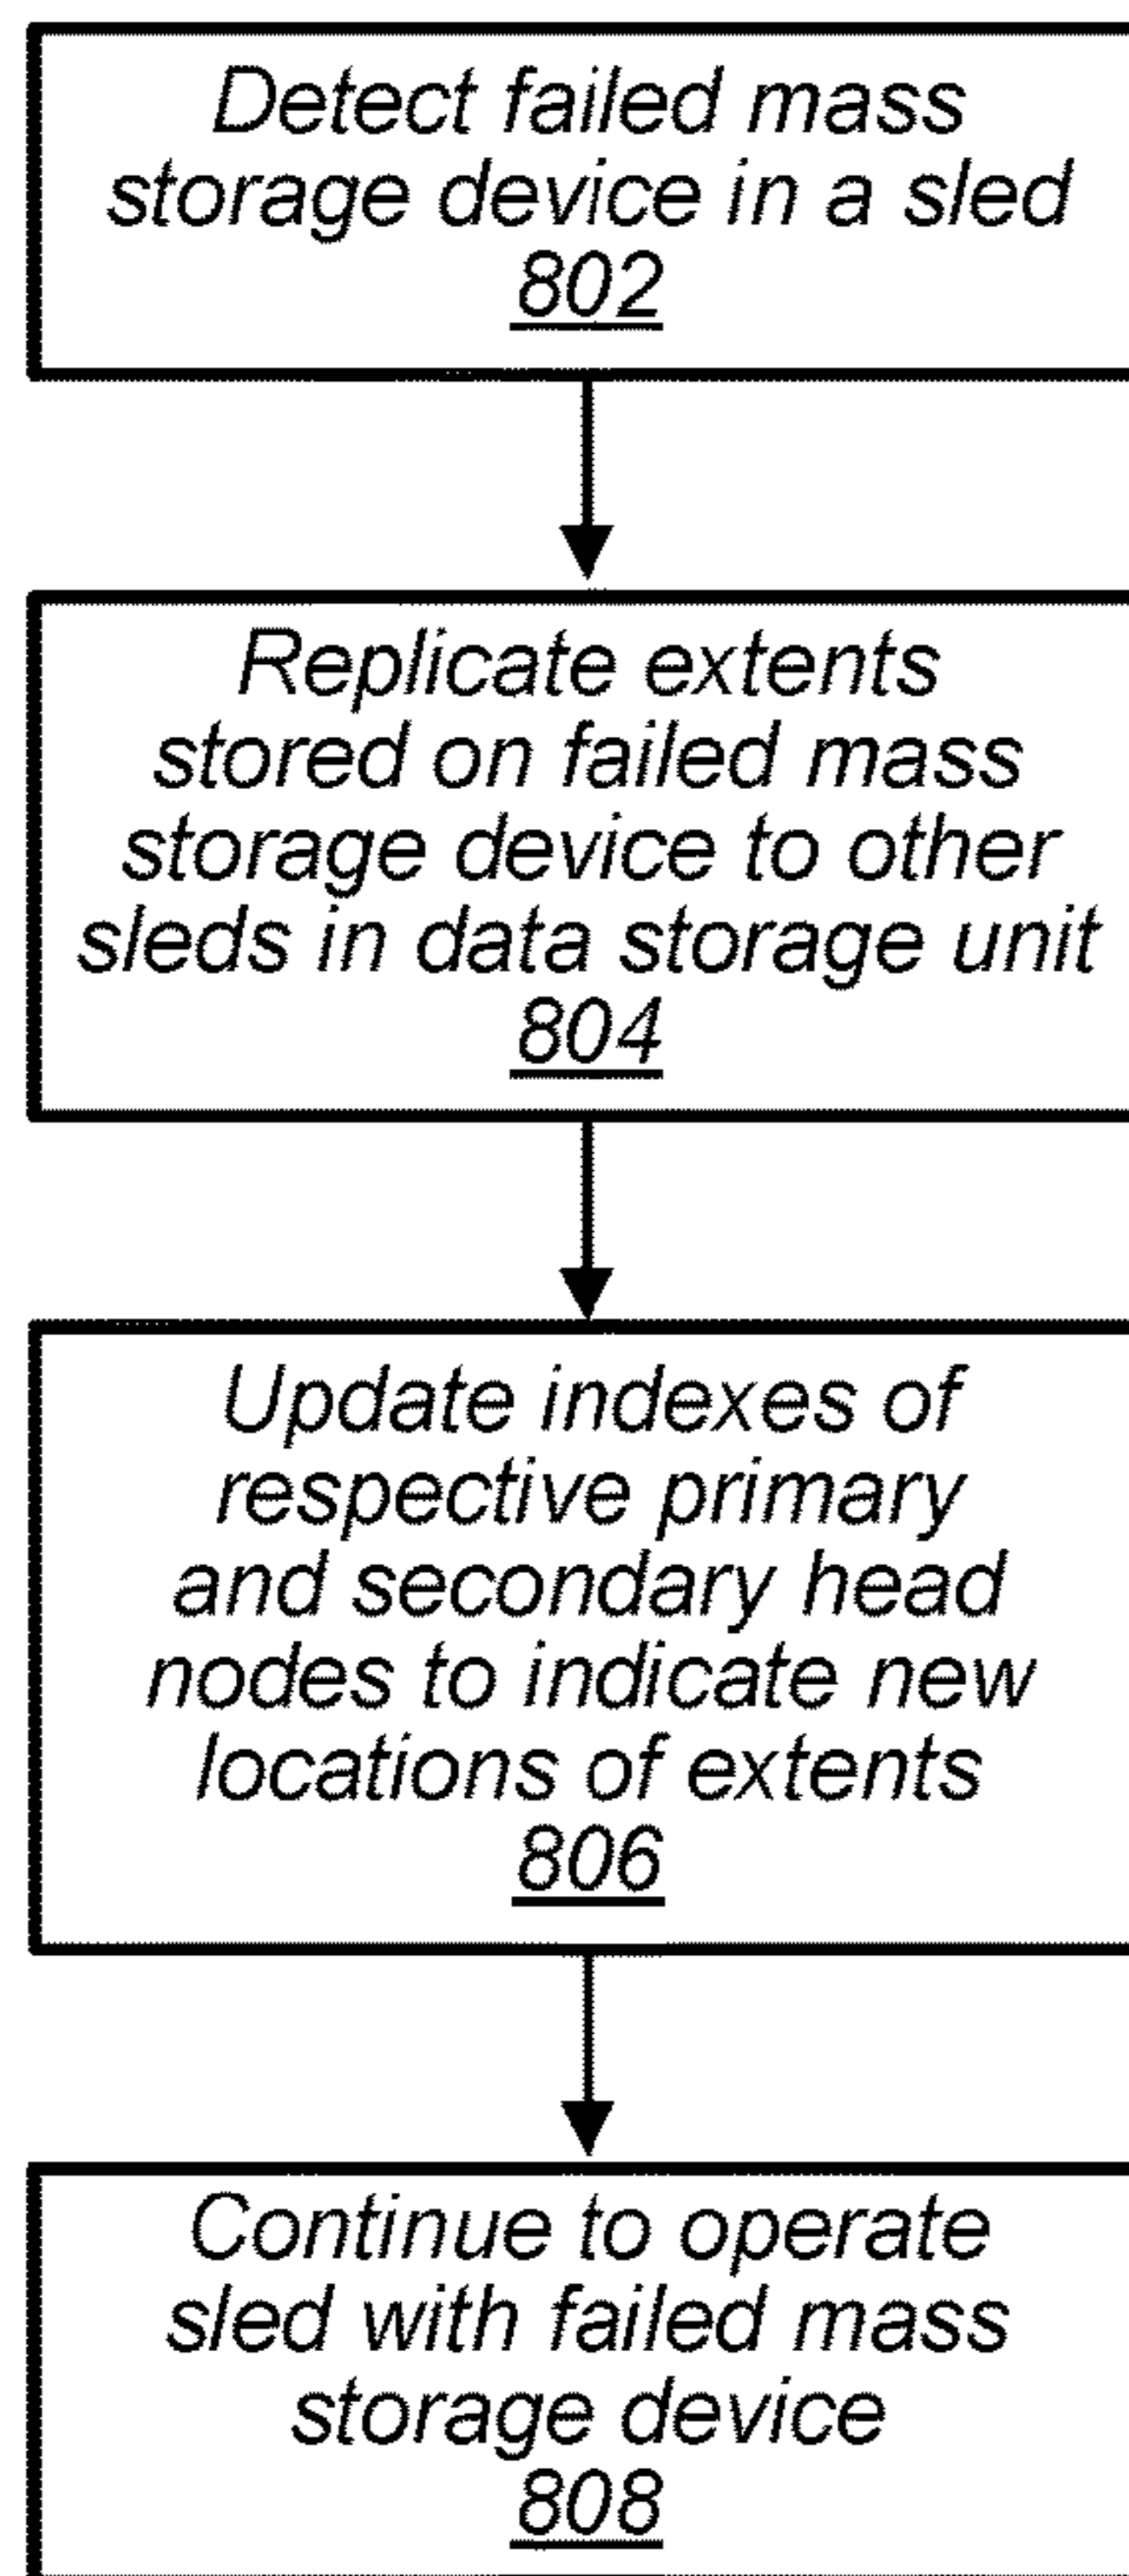 Detect failed mass
storage device in a sled
802
Replicate extents
stored on failed mass
storage device to other
sleds in data storage unit
804
Update indexes of
respective primary
and secondary head
nodes to indicate new
locations of extents
806
Continue to operate
sled with failed mass
storage device
808